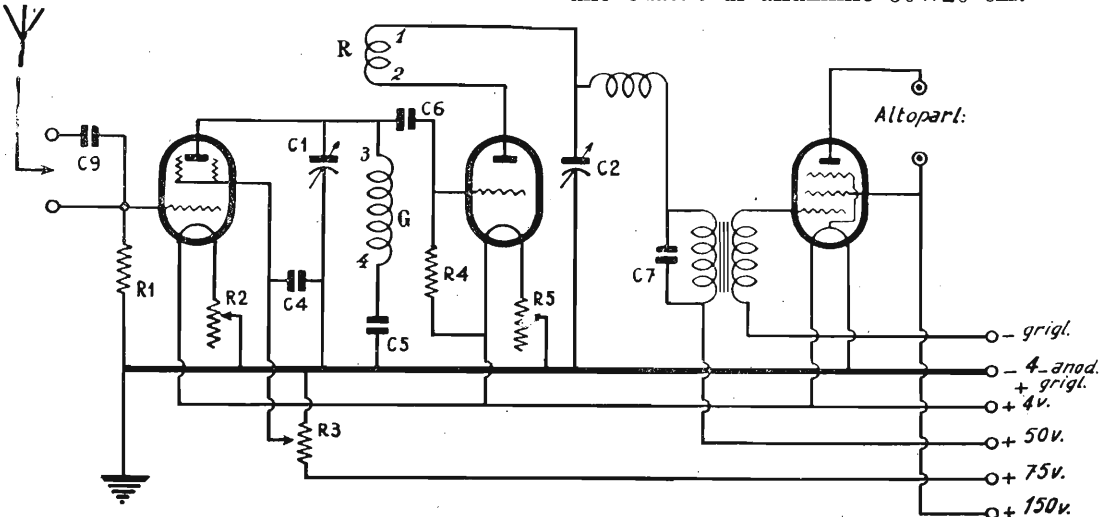 R
1
2
C6
C9
C1
3
G
4
C2
Altoparl:
R1
R2
C4
C5
R4
R5
C7
R3
- grigl.
- 4_anod.
+ grigl.
+ 4v.
+ 50v.
+ 75v.
+ 150v.